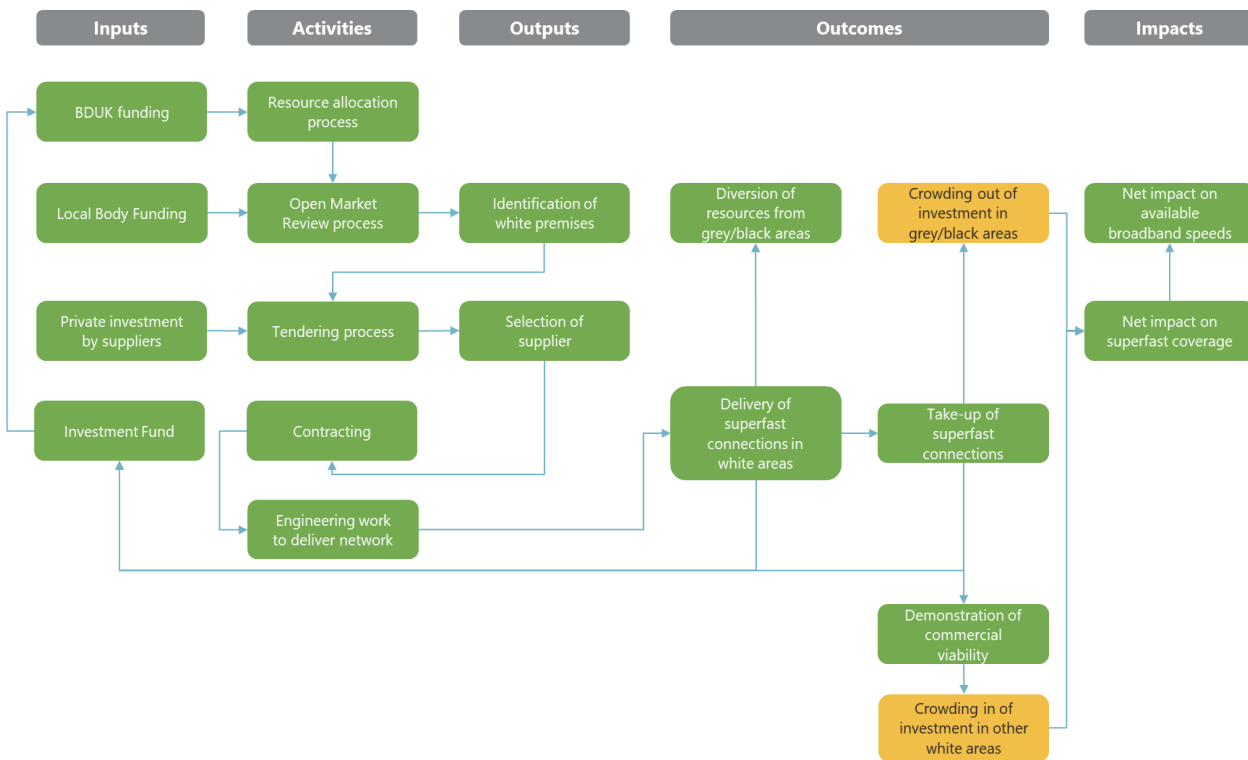 Inputs
Activities
Outputs
Outcomes
Impacts
BDUK funding
Resource allocation
process
Local Body Funding
Open Market
Review process
Identification of
white premises
Diversion of
resources from
grey/black areas
Crowding out of
investment in
grey/black areas
Net impact on
available
broadband speeds
Private investment
by suppliers
Tendering process
Selection of
supplier
Net impact on
superfast coverage
Investment Fund
Contracting
Delivery of
superfast
connections in
white areas
Take-up of
superfast
connections
Engineering work
to deliver network
Demonstration of
commercial
viability
Crowding in of
investment in other
white areas